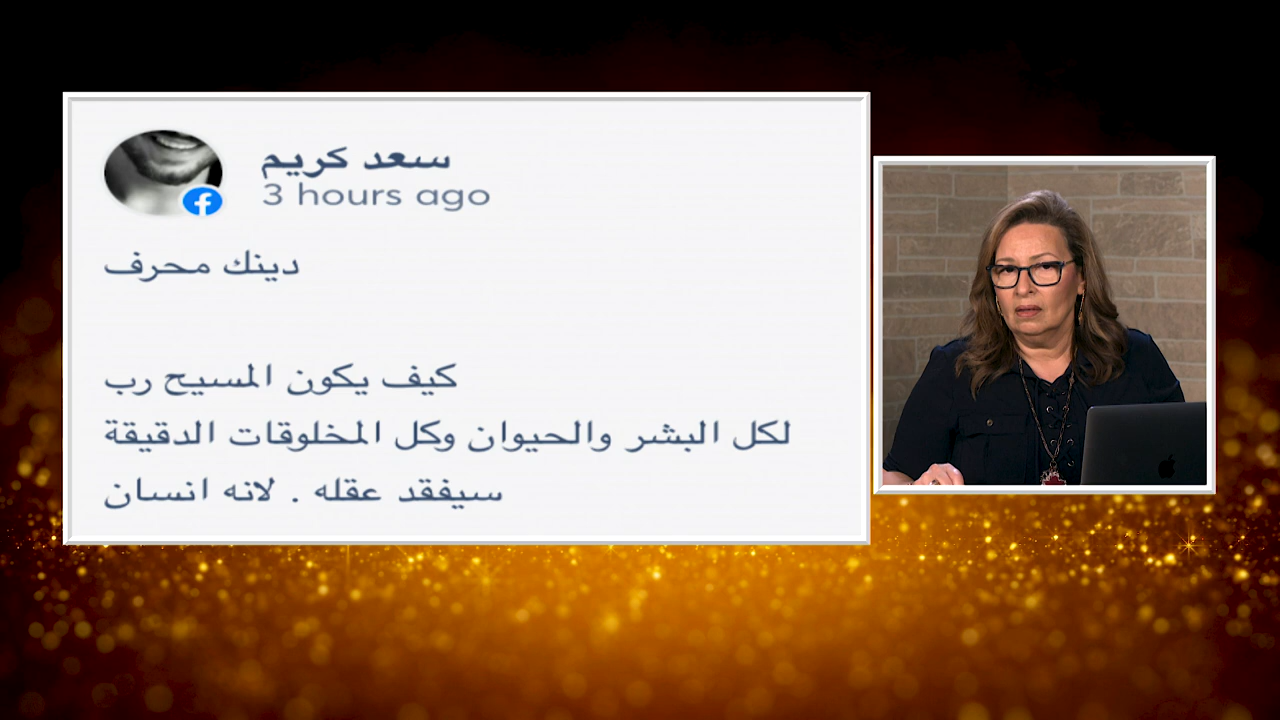 سعد كريم
3 hours ago
دينك محرف
كيف يكون المسيح رب
لكل البشر والحيوان وكل المخلوقات الدقيقة
سيفقد عقله . لانه انسان